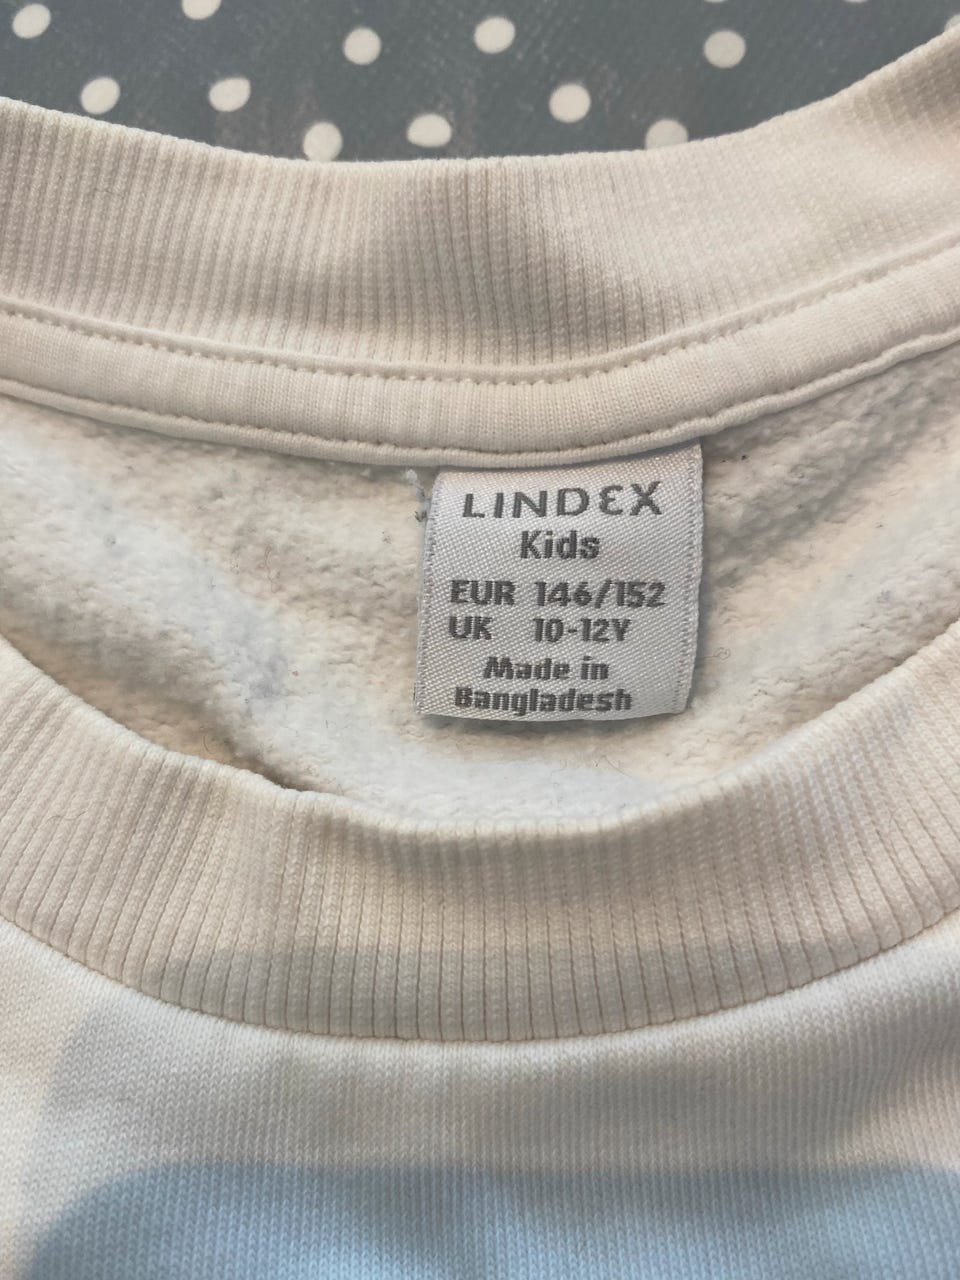 LINDEX
Kids
EUR 146/152
UK 10-12Y
Made in
Bangladesh